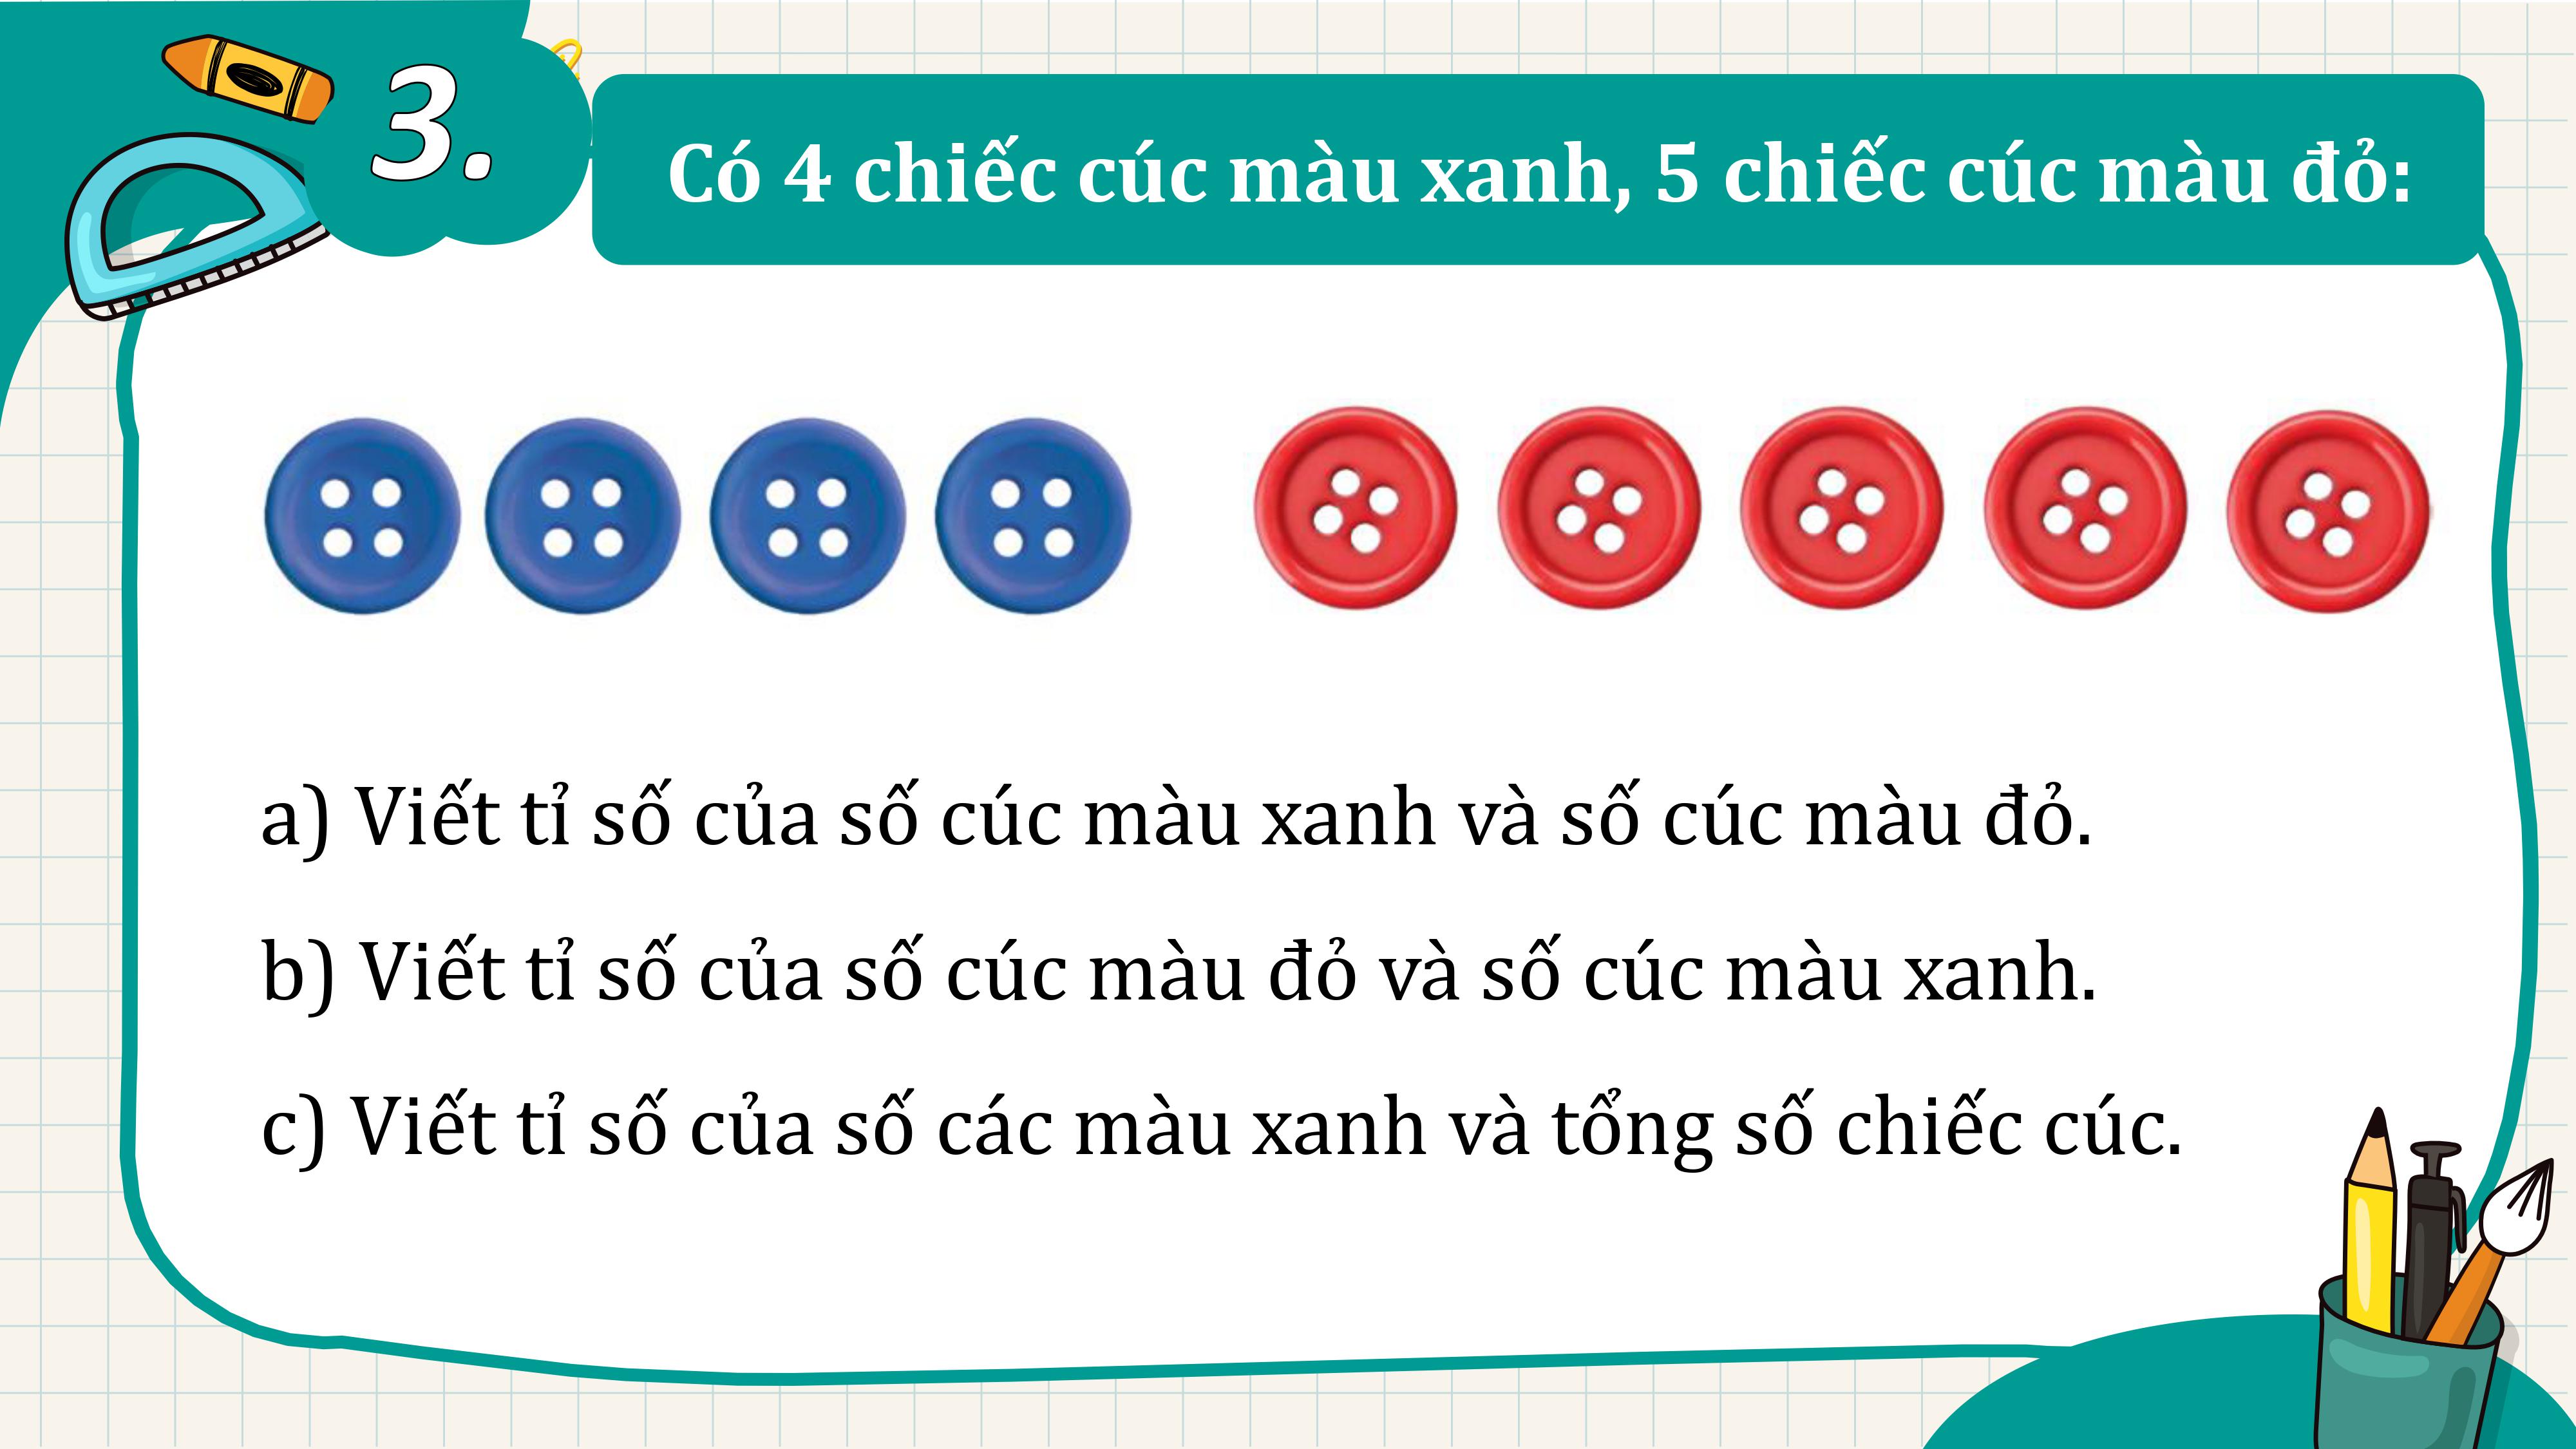 3.
Có 4 chiếc cúc màu xanh, 5 chiếc cúc màu đỏ:
a) Viết tỉ số của số cúc màu xanh và số cúc màu đỏ.
b) Viết tỉ số của số cúc màu đỏ và số cúc màu xanh.
c) Viết tỉ số của số các màu xanh và tổng số chiếc cúc.